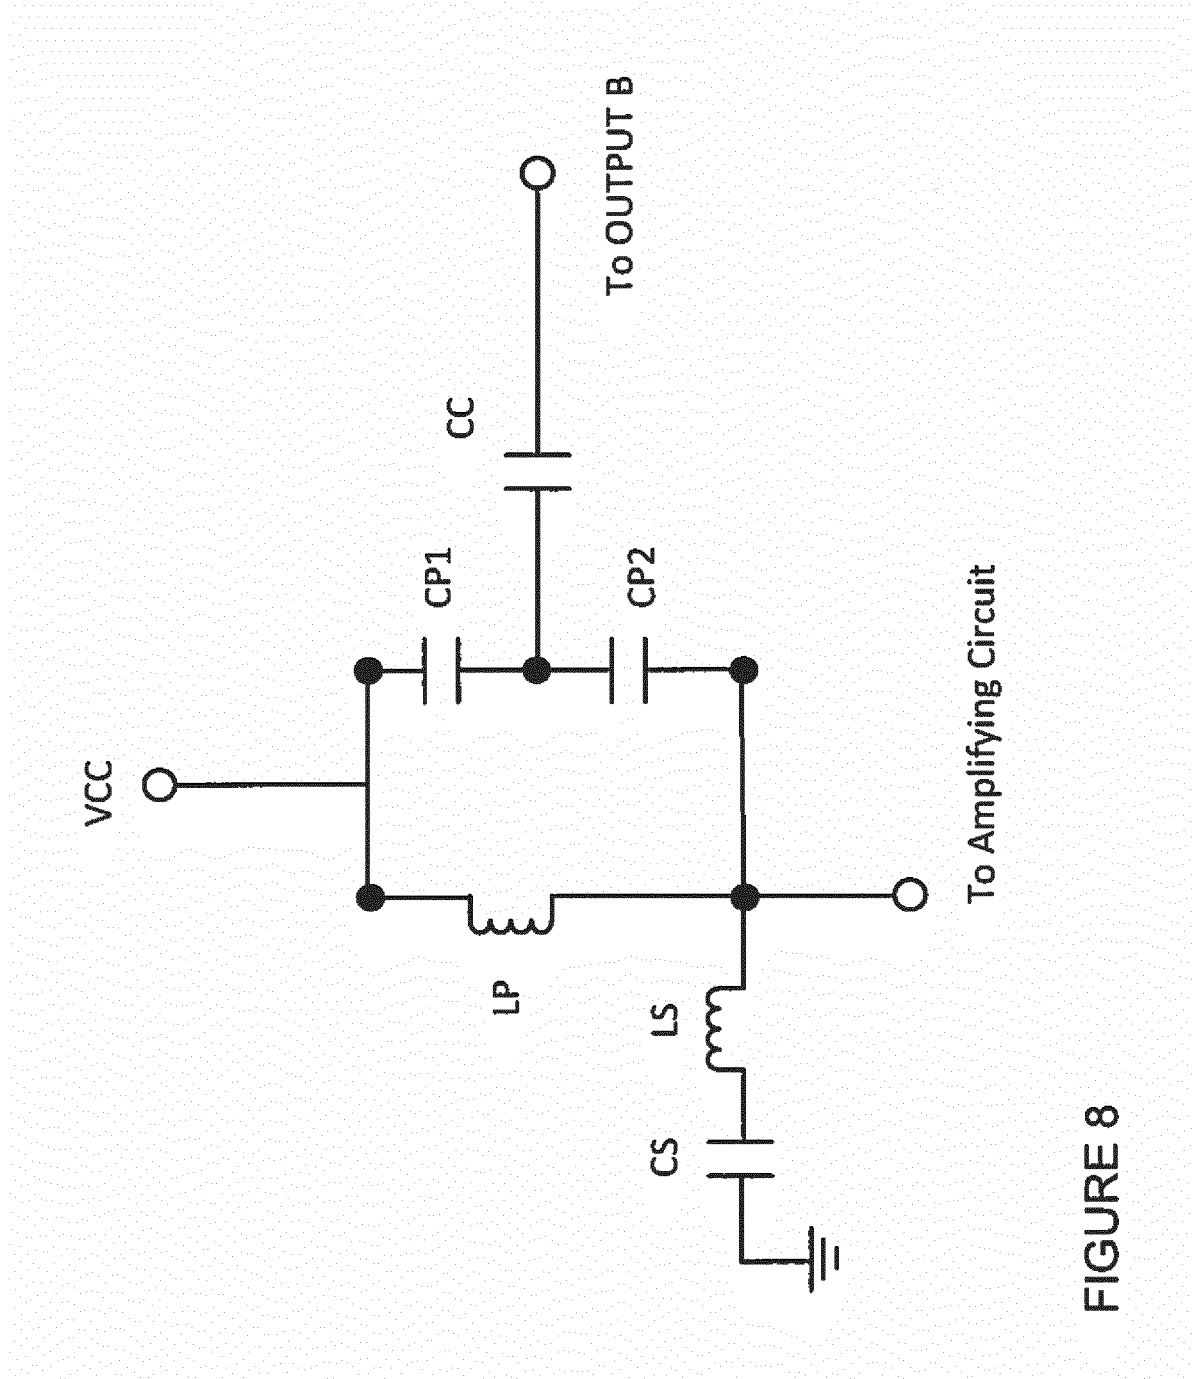 VCC
CP1
CC
To OUTPUT B
LP
CP2
LS
CS
To Amplifying Circuit
FIGURE 8